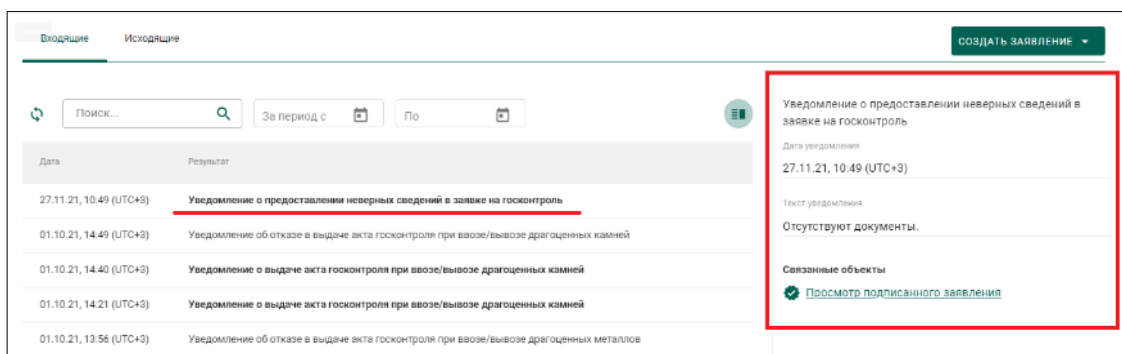 Входящие Исходящие СОЗДАТЬ ЗАЯВЛЕНИЕ
Поиск... За период с По
Дата Результат
27.11.21, 10:49 (UTC+3) Уведомление о предоставлении неверных сведений в заявке на госконтроль
01.10.21, 14:49 (UTC+3) Уведомление об отказе в выдаче акта госконтроля при ввозе/вывозе драгоценных камней
01.10.21, 14:40 (UTC+3) Уведомление о выдаче акта госконтроля при ввозе/вывозе драгоценных камней
01.10.21, 14:21 (UTC+3) Уведомление о выдаче акта госконтроля при ввозе/вывозе драгоценных камней
01.10.21, 13:56 (UTC+3) Уведомление об отказе в выдаче акта госконтроля при ввозе/вывозе драгоценных металлов
Уведомление о предоставлении неверных сведений в
заявке на госконтроль
Дата уведомления
27.11.21, 10:49 (UTC+3)
Текст уведомления
Отсутствуют документы.
Связанные объекты
Просмотр подписанного заявления